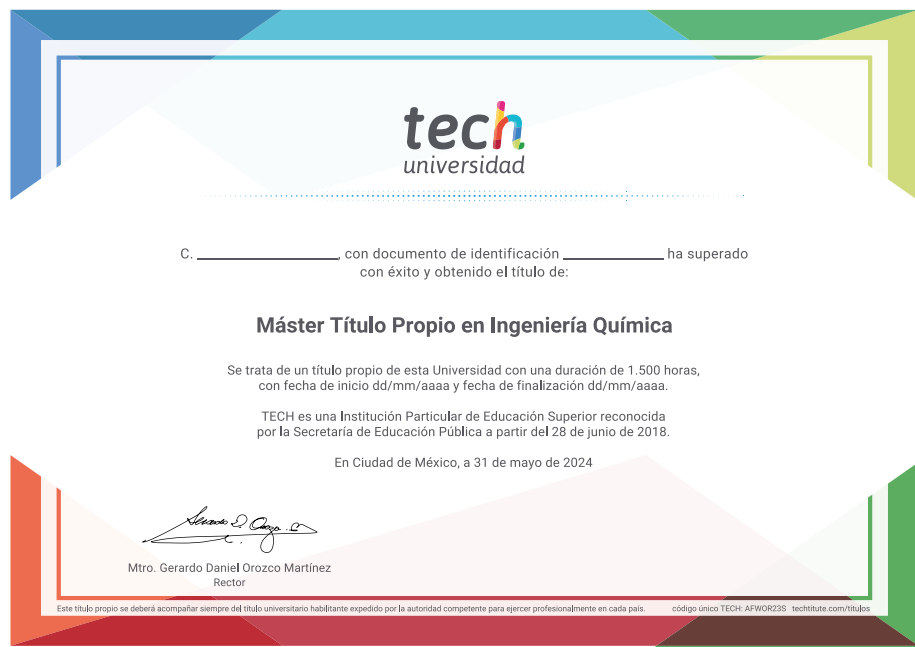 tech
universidad
C. ____________________, con documento de identificación ______________ ha superado
con éxito y obtenido el título de:
Máster Título Propio en Ingeniería Química
Se trata de un título propio de esta Universidad con una duración de 1.500 horas,
con fecha de inicio dd/mm/aaaa y fecha de finalización dd/mm/aaaa.
TECH es una Institución Particular de Educación Superior reconocida
por la Secretaría de Educación Pública a partir del 28 de junio de 2018.
En Ciudad de México, a 31 de mayo de 2024
Mtro. Gerardo Daniel Orozco Martínez
Rector
Este título propio se deberá acompañar siempre del título universitario habilitante expedido por la autoridad competente para ejercer profesionalmente en cada país. código único TECH: AFWOR23S techtitute.com/titulos